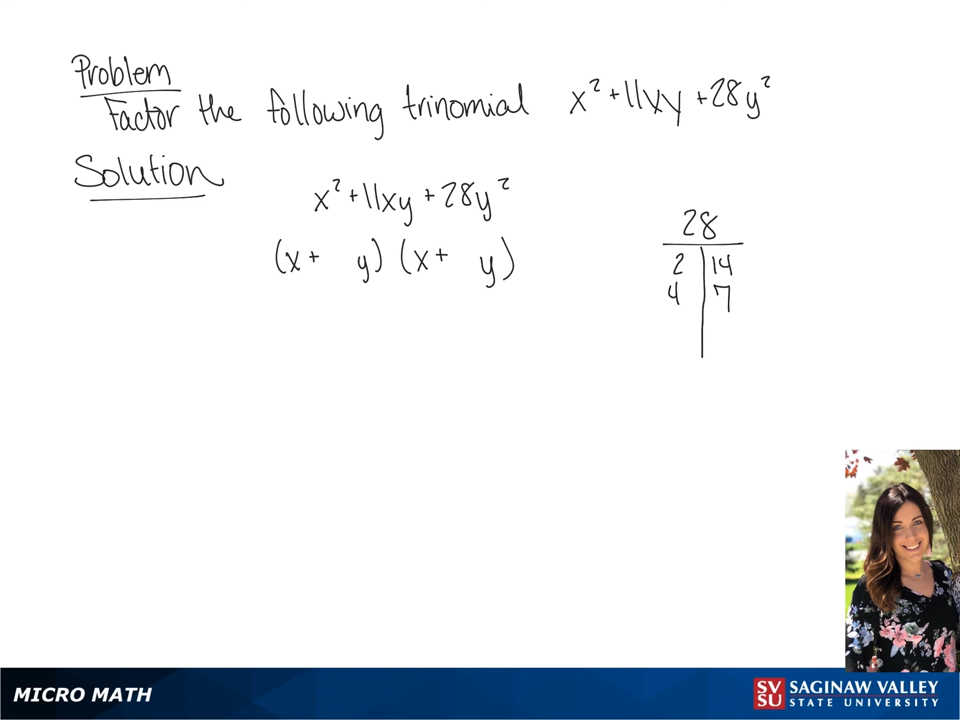 Problem
Factor the following trinomial x² + 11xy + 28y²
Solution
x² + 11xy + 28y²
(x + y) (x + y)
28
2 14
4 7
MICRO MATH
SVSU SAGINAW VALLEY
STATE UNIVERSITY